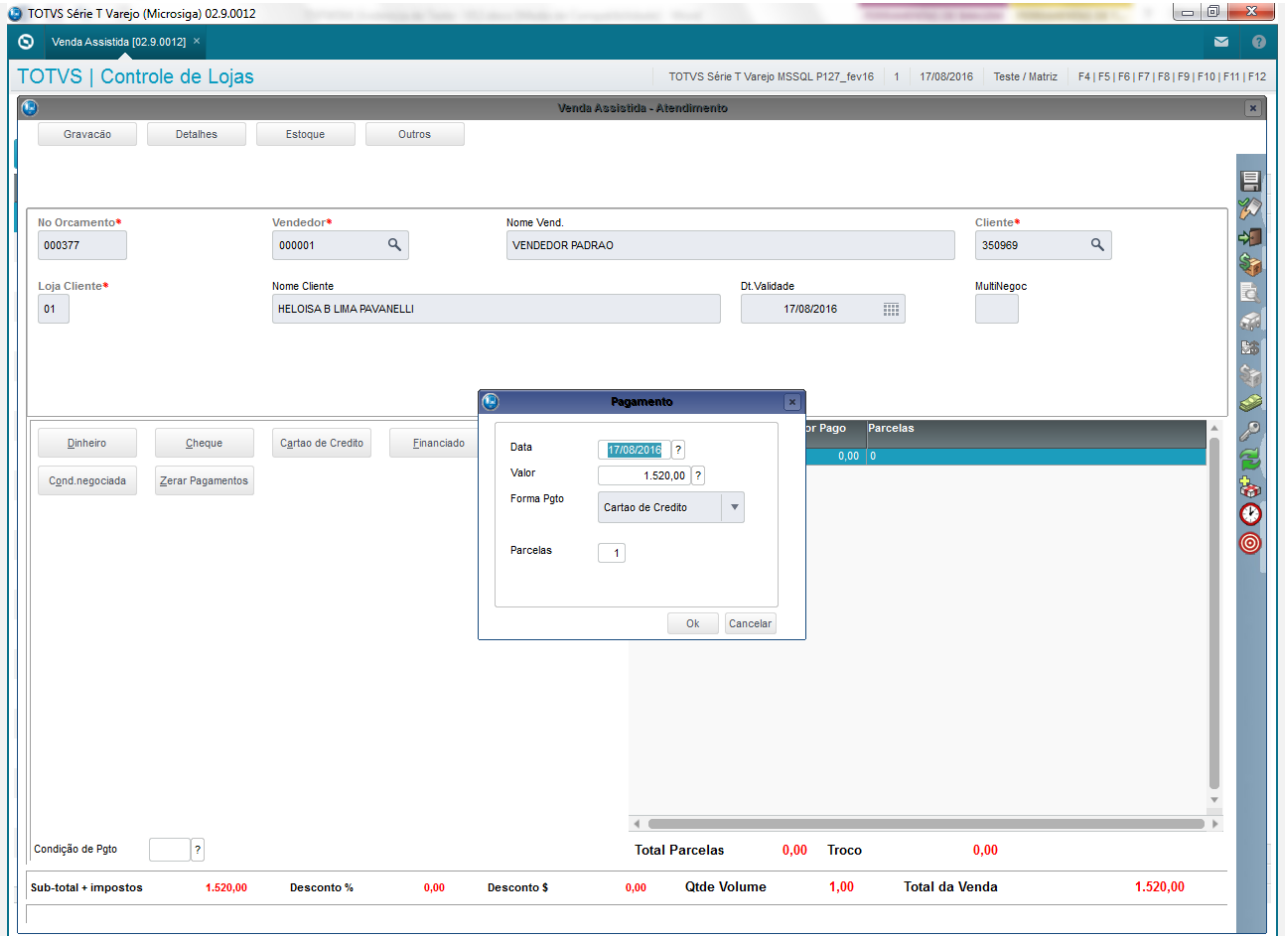 TOTVS Série T Varejo (Microsiga) 02.9.0012
Venda Assistida [02.9.0012] ×
TOTVS | Controle de Lojas
TOTVS Série T Varejo MSSQL P127_fev16 1 17/08/2016 Teste / Matriz F4 | F5 | F6 | F7 | F8 | F9 | F10 | F11 | F12
Venda Assistida - Atendimento
Gravacão Detalhes Estoque Outros
No Orcamento* Vendedor* Nome Vend. Cliente*
000377 000001 VENDEDOR PADRAO 350969
Loja Cliente* Nome Cliente Dt.Validade MultiNegoc
01 HELOISA B LIMA PAVANELLI 17/08/2016
Pagamento
Dinheiro Cheque Cartao de Credito Financiado
Cond.negociada Zerar Pagamentos
or Pago Parcelas
0,00 0
Data 17/08/2016 ?
Valor 1.520,00 ?
Forma Pgto Cartao de Credito
Parcelas 1
Ok Cancelar
Condição de Pgto ?
Total Parcelas 0,00 Troco 0,00
Sub-total + impostos 1.520,00 Desconto % 0,00 Desconto $ 0,00 Qtde Volume 1,00 Total da Venda 1.520,00